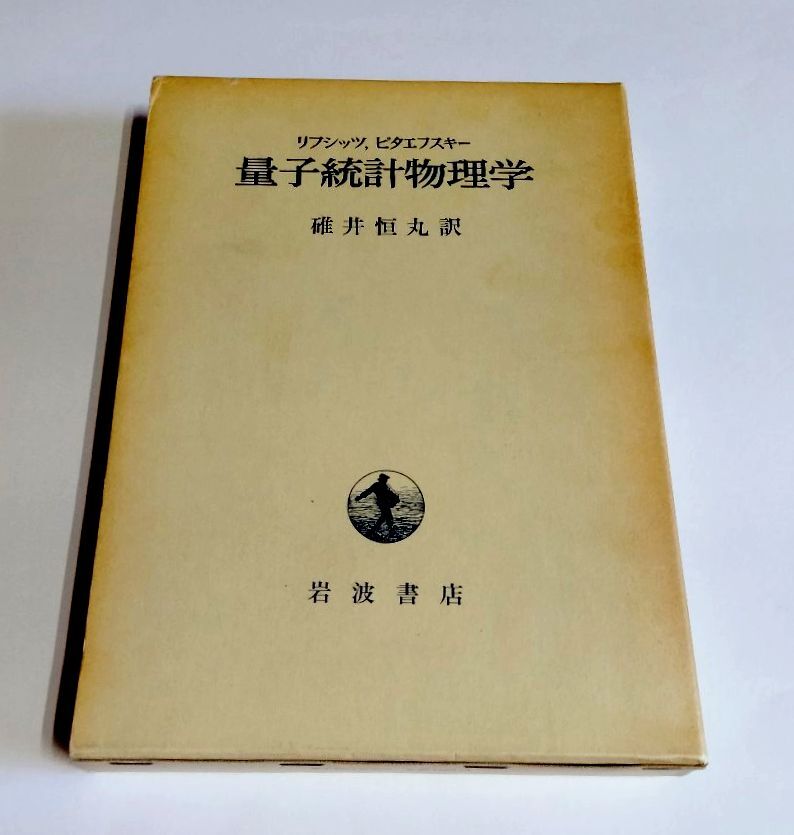 リフシッツ, ピタエフスキー
量子統計物理学
碓井恒丸訳
岩波書店